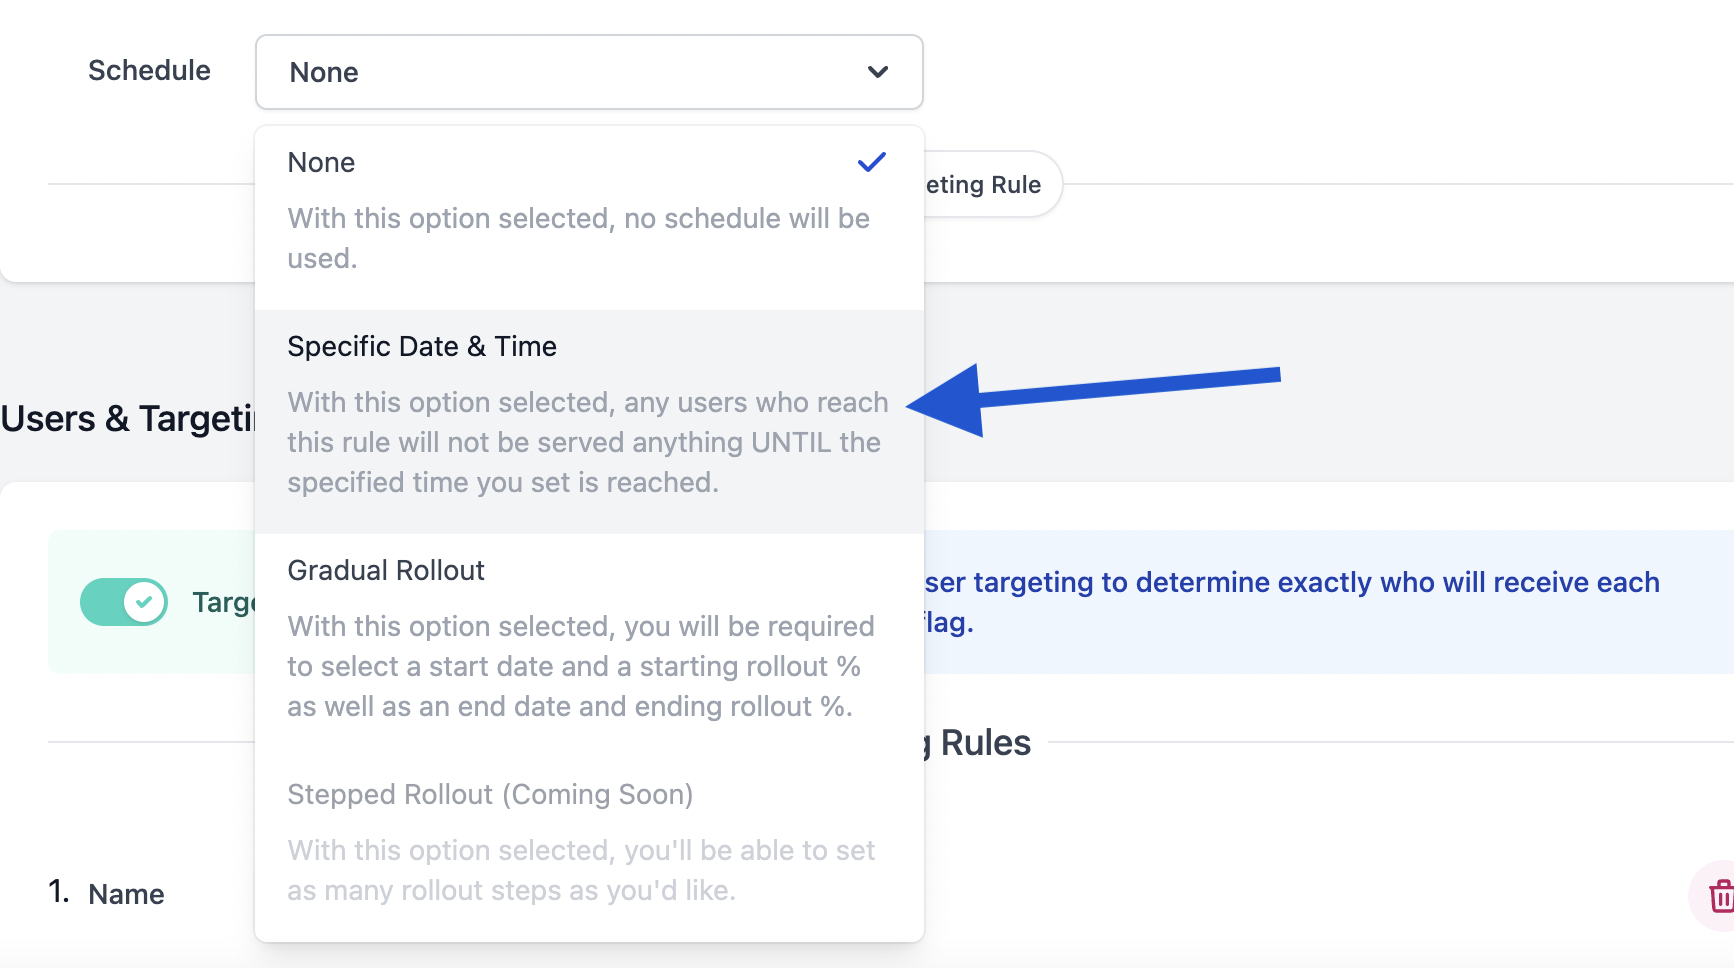 Schedule
None
None
With this option selected, no schedule will be
used.
eting Rule
Specific Date & Time
With this option selected, any users who reach
this rule will not be served anything UNTIL the
specified time you set is reached.
Users & Targeti
Gradual Rollout
With this option selected, you will be required
to select a start date and a starting rollout %
as well as an end date and ending rollout %.
Targe
ser targeting to determine exactly who will receive each
flag.
g Rules
Stepped Rollout (Coming Soon)
With this option selected, you'll be able to set
as many rollout steps as you'd like.
1. Name